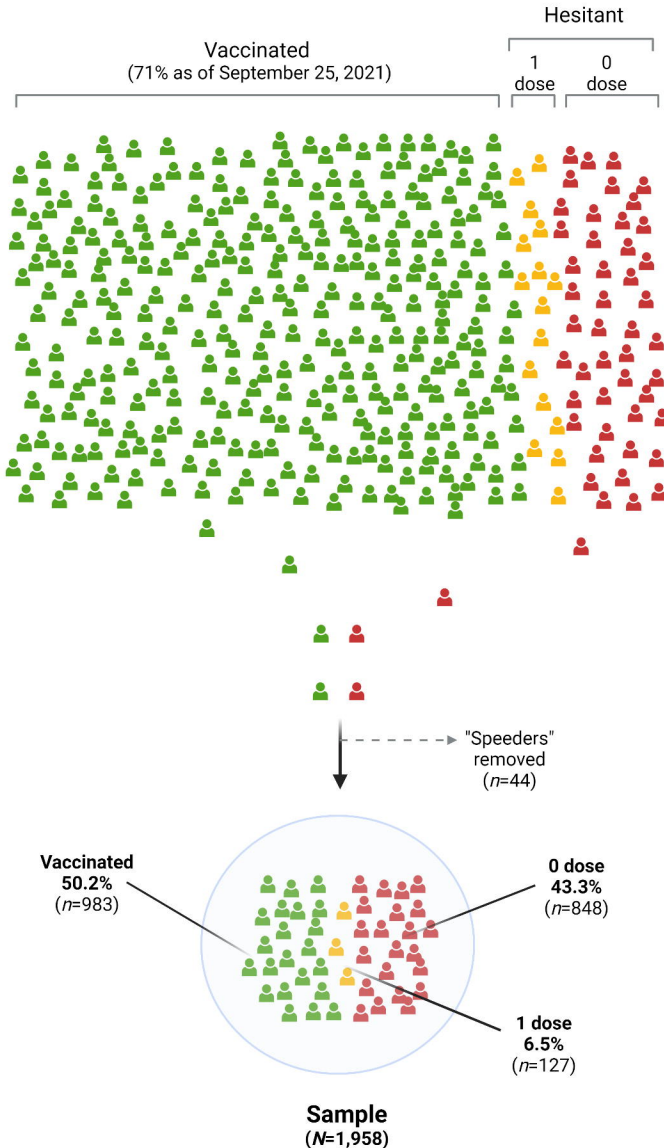 Hesitant
Vaccinated
(71% as of September 25, 2021)
1
dose
0
dose
"Speeders"
removed
(n=44)
Vaccinated
50.2%
(n=983)
0 dose
43.3%
(n=848)
1 dose
6.5%
(n=127)
Sample
(N=1,958)